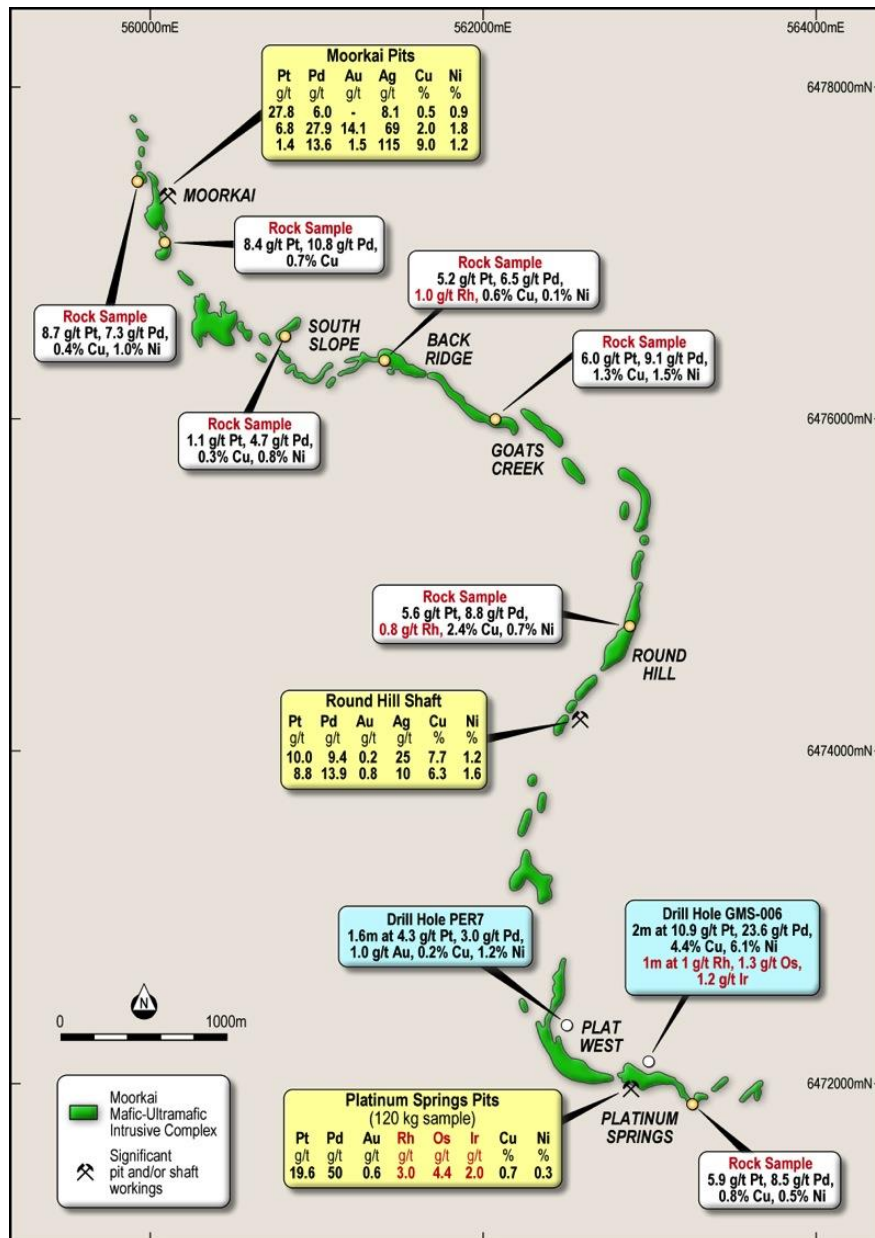 560000mE
562000mE
564000mE
6478000mN
Moorkai Pits
Pt Pd Au Ag Cu Ni
g/t g/t g/t g/t % %
27.8 6.0 - 8.1 0.5 0.9
6.8 27.9 14.1 69 2.0 1.8
1.4 13.6 1.5 115 9.0 1.2
MOORKAI
Rock Sample
8.4 g/t Pt, 10.8 g/t Pd,
0.7% Cu
Rock Sample
8.7 g/t Pt, 7.3 g/t Pd,
0.4% Cu, 1.0% Ni
SOUTH
SLOPE
Rock Sample
5.2 g/t Pt, 6.5 g/t Pd,
1.0 g/t Rh, 0.6% Cu, 0.1% Ni
BACK
RIDGE
Rock Sample
6.0 g/t Pt, 9.1 g/t Pd,
1.3% Cu, 1.5% Ni
6476000mN
Rock Sample
1.1 g/t Pt, 4.7 g/t Pd,
0.3% Cu, 0.8% Ni
GOATS
CREEK
Rock Sample
5.6 g/t Pt, 8.8 g/t Pd,
0.8 g/t Rh, 2.4% Cu, 0.7% Ni
ROUND
HILL
Round Hill Shaft
Pt Pd Au Ag Cu Ni
g/t g/t g/t g/t % %
10.0 9.4 0.2 25 7.7 1.2
8.8 13.9 0.8 10 6.3 1.6
6474000mN
Drill Hole PER7
1.6m at 4.3 g/t Pt, 3.0 g/t Pd,
1.0 g/t Au, 0.2% Cu, 1.2% Ni
Drill Hole GMS-006
2m at 10.9 g/t Pt, 23.6 g/t Pd,
4.4% Cu, 6.1% Ni
1m at 1 g/t Rh, 1.3 g/t Os,
1.2 g/t Ir
N
0 1000m
PLAT
WEST
6472000mN
Moorkai
Mafic-Ultramafic
Intrusive Complex
Significant
pit and/or shaft
workings
Platinum Springs Pits
(120 kg sample)
Pt Pd Au Rh Os Ir Cu Ni
g/t g/t g/t g/t g/t g/t % %
19.6 50 0.6 3.0 4.4 2.0 0.7 0.3
PLATINUM
SPRINGS
Rock Sample
5.9 g/t Pt, 8.5 g/t Pd,
0.8% Cu, 0.5% Ni